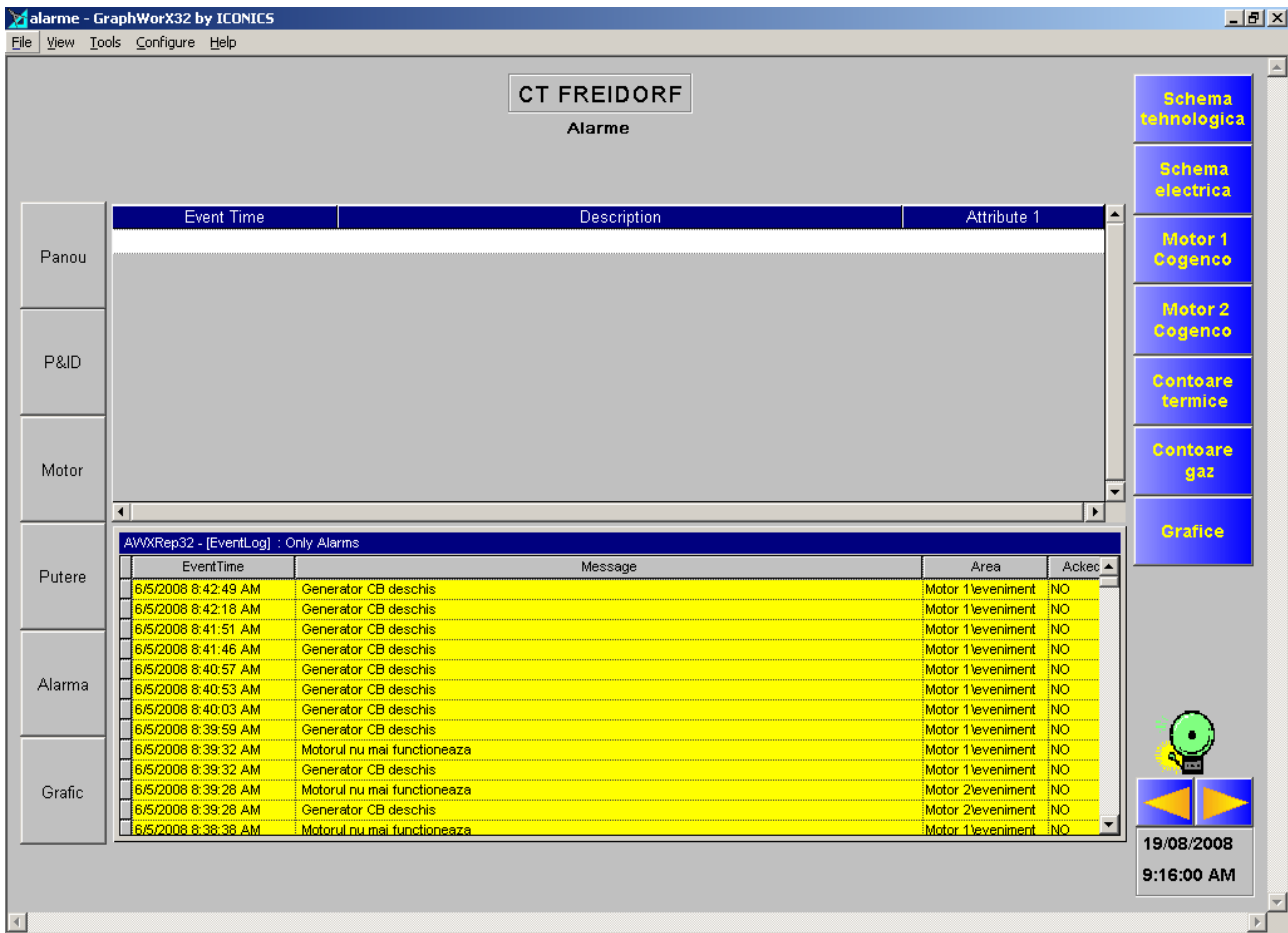 alarme - GraphWorX32 by ICONICS
File View Tools Configure Help
CT FREIDORF
Alarme
Schema
tehnologica
Schema
electrica
Motor 1
Cogenco
Motor 2
Cogenco
Contoare
termice
Contoare
gaz
Grafice
Panou
P&ID
Motor
Putere
Alarma
Grafic
Event Time Description Attribute 1
AWXRep32 - [EventLog] : Only Alarms
EventTime Message Area Acked
6/5/2008 8:42:49 AM Generator CB deschis Motor 1\eveniment NO
6/5/2008 8:42:18 AM Generator CB deschis Motor 1\eveniment NO
6/5/2008 8:41:51 AM Generator CB deschis Motor 1\eveniment NO
6/5/2008 8:41:46 AM Generator CB deschis Motor 1\eveniment NO
6/5/2008 8:40:57 AM Generator CB deschis Motor 1\eveniment NO
6/5/2008 8:40:53 AM Generator CB deschis Motor 1\eveniment NO
6/5/2008 8:40:03 AM Generator CB deschis Motor 1\eveniment NO
6/5/2008 8:39:59 AM Generator CB deschis Motor 1\eveniment NO
6/5/2008 8:39:32 AM Motorul nu mai functioneaza Motor 1\eveniment NO
6/5/2008 8:39:32 AM Generator CB deschis Motor 1\eveniment NO
6/5/2008 8:39:28 AM Motorul nu mai functioneaza Motor 2\eveniment NO
6/5/2008 8:39:28 AM Generator CB deschis Motor 2\eveniment NO
6/5/2008 8:38:38 AM Motorul nu mai functioneaza Motor 1\eveniment NO
19/08/2008
9:16:00 AM